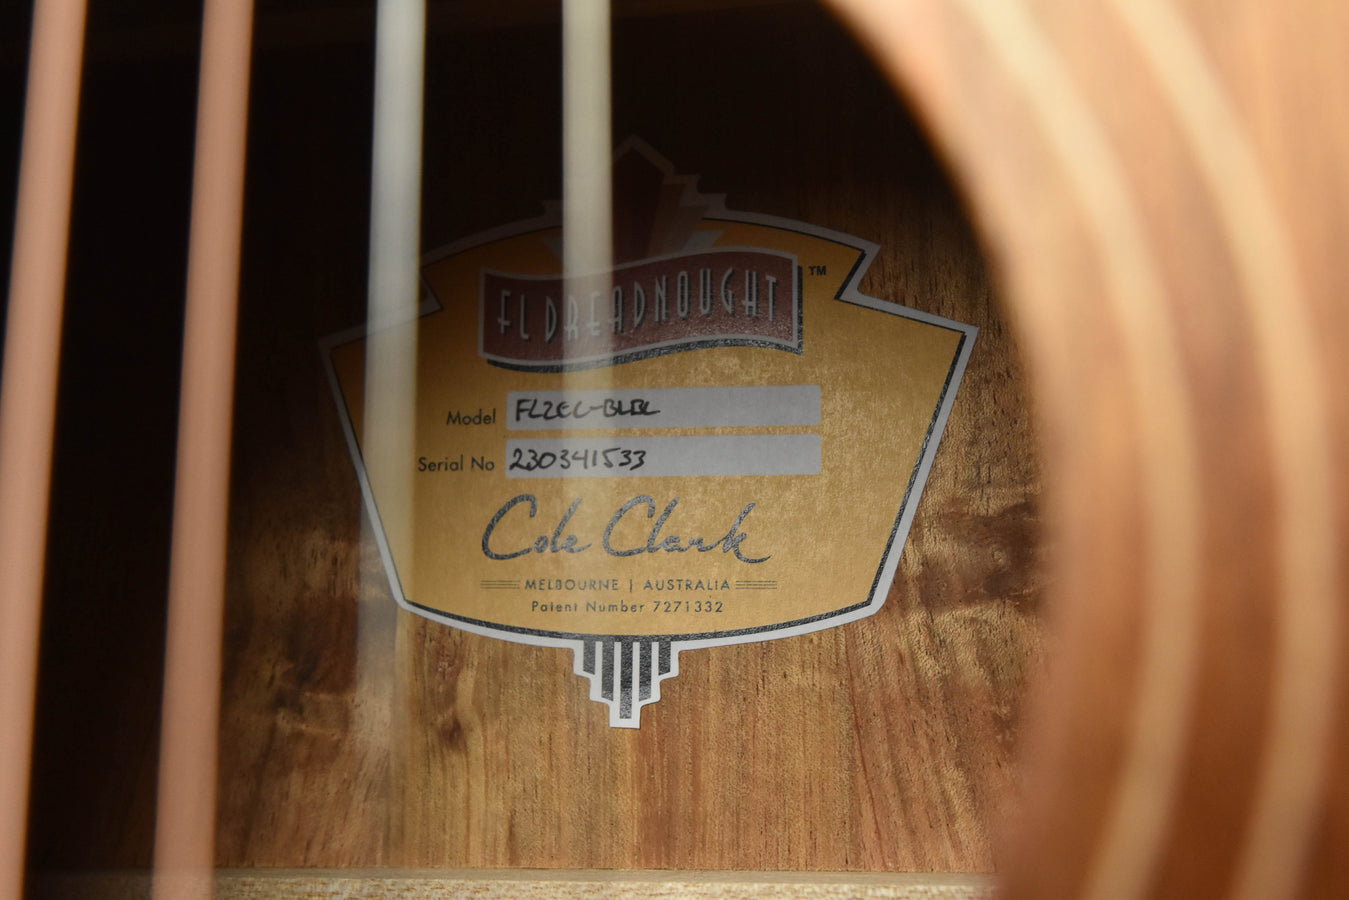 FL DREADNOUGHT ™
Model FL2EC-BLBL
Serial No 230341533
Cole Clark
MELBOURNE | AUSTRALIA
Patent Number 7271332